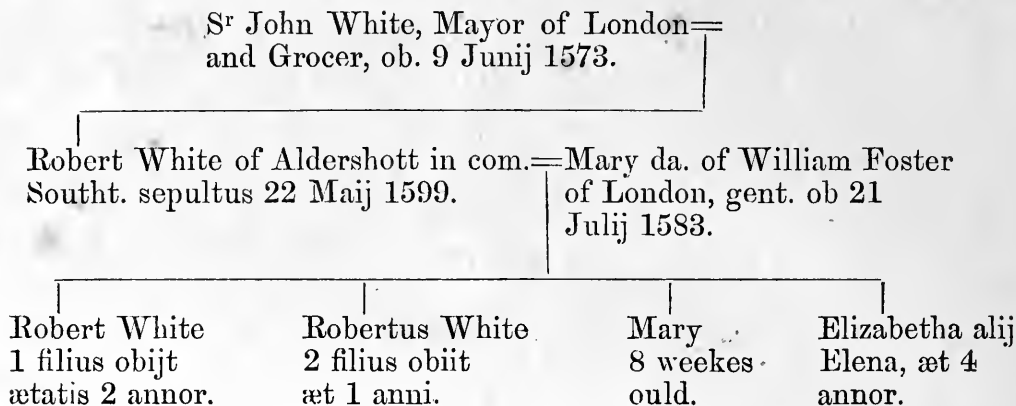 Sʳ John White, Mayor of London=
and Grocer, ob. 9 Junij 1573.
Robert White of Aldershott in com.=Mary da. of William Foster
Southt. sepultus 22 Maij 1599.
of London, gent. ob 21
Julij 1583.
Robert White
1 filius obijt
ætatis 2 annor.
Robertus White
2 filius obiit
æt 1 anni.
Mary
8 weekes
ould.
Elizabetha alij
Elena, æt 4
annor.